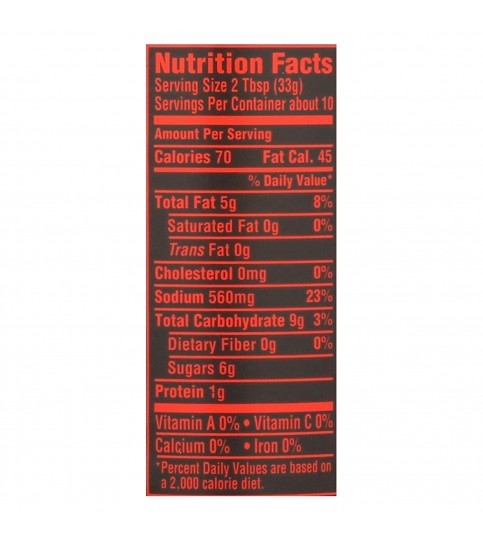 Nutrition Facts
Serving Size 2 Tbsp (33g)
Servings Per Container about 10
Amount Per Serving
Calories 70 Fat Cal. 45
% Daily Value*
Total Fat 5g 8%
Saturated Fat 0g 0%
Trans Fat 0g
Cholesterol 0mg 0%
Sodium 560mg 23%
Total Carbohydrate 9g 3%
Dietary Fiber 0g 0%
Sugars 6g
Protein 1g
Vitamin A 0% • Vitamin C 0%
Calcium 0% • Iron 0%
*Percent Daily Values are based on
a 2,000 calorie diet.